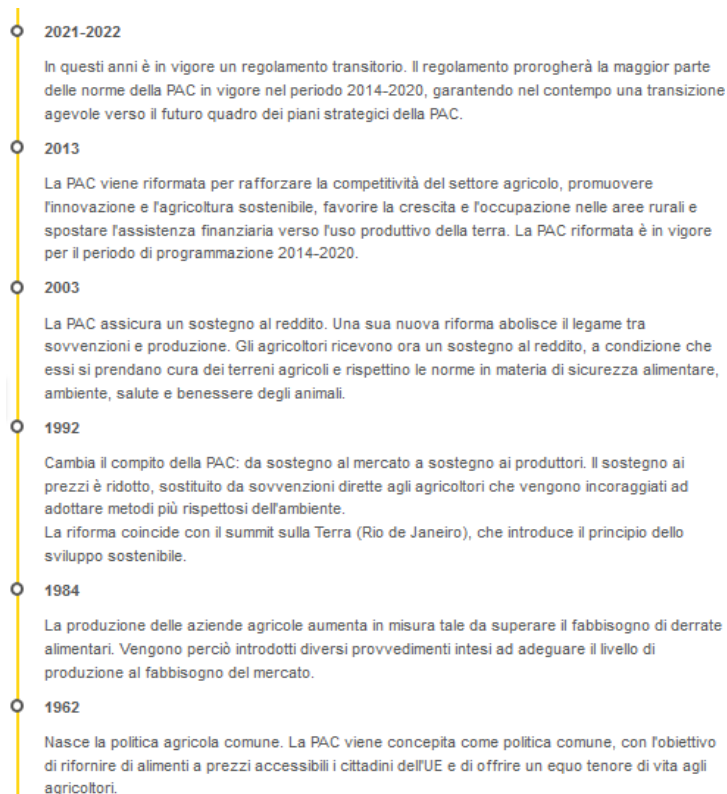 2021-2022
In questi anni è in vigore un regolamento transitorio. Il regolamento prorogherà la maggior parte
delle norme della PAC in vigore nel periodo 2014-2020, garantendo nel contempo una transizione
agevole verso il futuro quadro dei piani strategici della PAC.
2013
La PAC viene riformata per rafforzare la competitività del settore agricolo, promuovere
l'innovazione e l'agricoltura sostenibile, favorire la crescita e l'occupazione nelle aree rurali e
spostare l'assistenza finanziaria verso l'uso produttivo della terra. La PAC riformata è in vigore
per il periodo di programmazione 2014-2020.
2003
La PAC assicura un sostegno al reddito. Una sua nuova riforma abolisce il legame tra
sovvenzioni e produzione. Gli agricoltori ricevono ora un sostegno al reddito, a condizione che
essi si prendano cura dei terreni agricoli e rispettino le norme in materia di sicurezza alimentare,
ambiente, salute e benessere degli animali.
1992
Cambia il compito della PAC: da sostegno al mercato a sostegno ai produttori. Il sostegno ai
prezzi è ridotto, sostituito da sovvenzioni dirette agli agricoltori che vengono incoraggiati ad
adottare metodi più rispettosi dell'ambiente.
La riforma coincide con il summit sulla Terra (Rio de Janeiro), che introduce il principio dello
sviluppo sostenibile.
1984
La produzione delle aziende agricole aumenta in misura tale da superare il fabbisogno di derrate
alimentari. Vengono perciò introdotti diversi provvedimenti intesi ad adeguare il livello di
produzione al fabbisogno del mercato.
1962
Nasce la politica agricola comune. La PAC viene concepita come politica comune, con l'obiettivo
di rifornire di alimenti a prezzi accessibili i cittadini dell'UE e di offrire un equo tenore di vita agli
agricoltori.